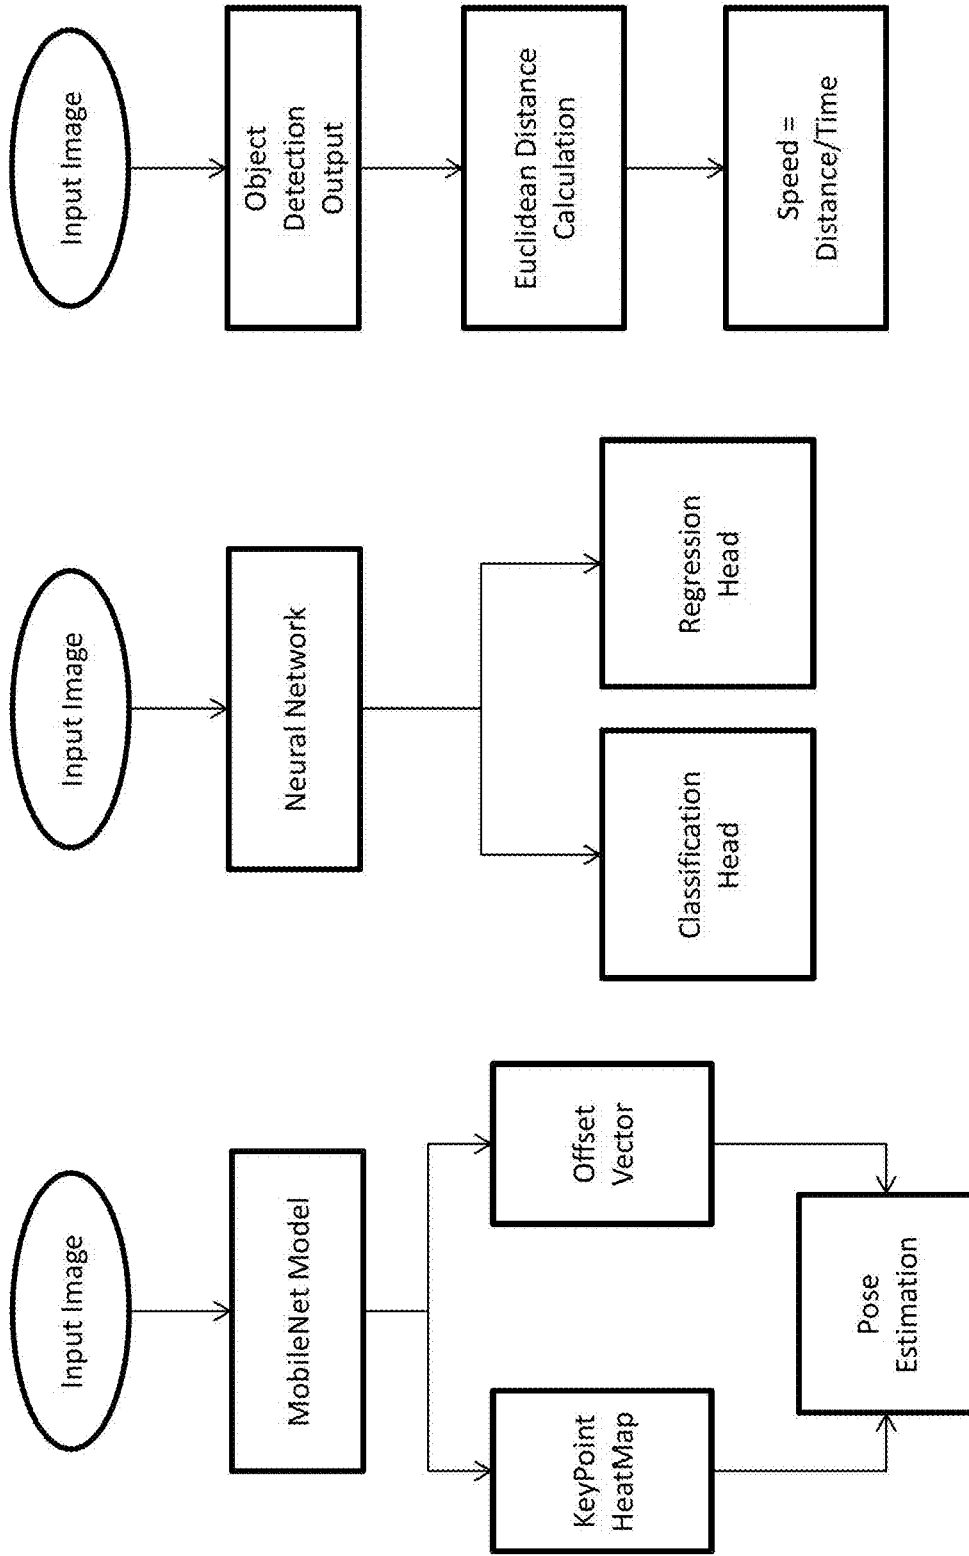 Input Image
MobileNet Model
KeyPoint
HeatMap
Offset
Vector
Pose
Estimation
Input Image
Neural Network
Classification
Head
Regression
Head
Input Image
Object
Detection
Output
Euclidean Distance
Calculation
Speed =
Distance/Time